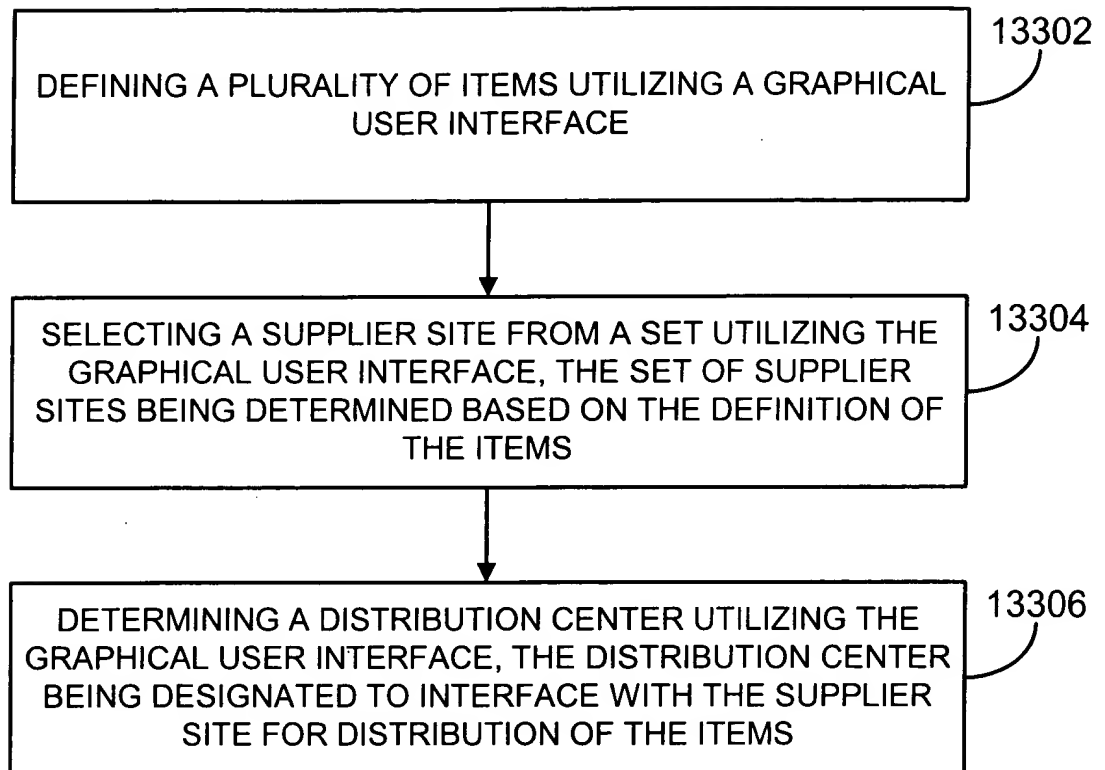 13302
DEFINING A PLURALITY OF ITEMS UTILIZING A GRAPHICAL
USER INTERFACE
13304
SELECTING A SUPPLIER SITE FROM A SET UTILIZING THE
GRAPHICAL USER INTERFACE, THE SET OF SUPPLIER
SITES BEING DETERMINED BASED ON THE DEFINITION OF
THE ITEMS
13306
DETERMINING A DISTRIBUTION CENTER UTILIZING THE
GRAPHICAL USER INTERFACE, THE DISTRIBUTION CENTER
BEING DESIGNATED TO INTERFACE WITH THE SUPPLIER
SITE FOR DISTRIBUTION OF THE ITEMS